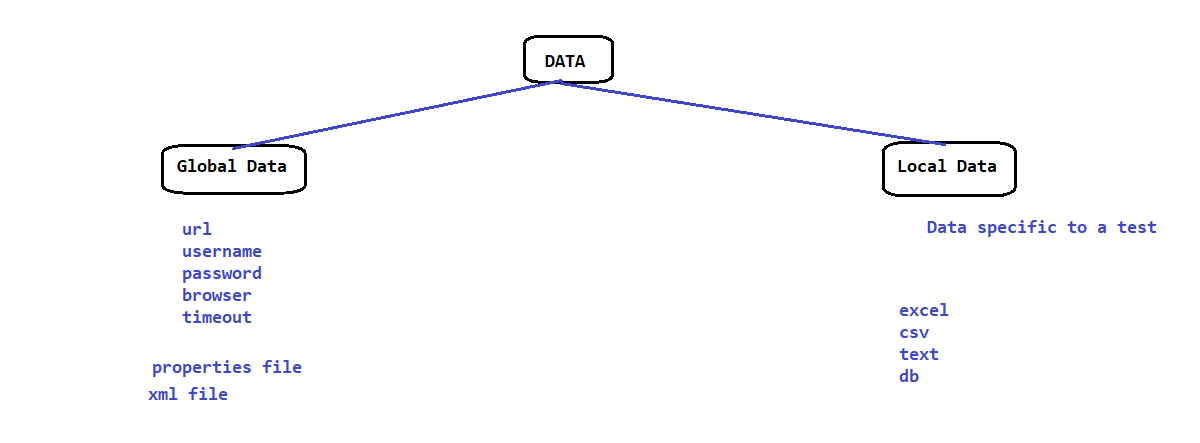 DATA
Global Data
Local Data
url
username
password
browser
timeout
properties file
xml file
Data specific to a test
excel
csv
text
db